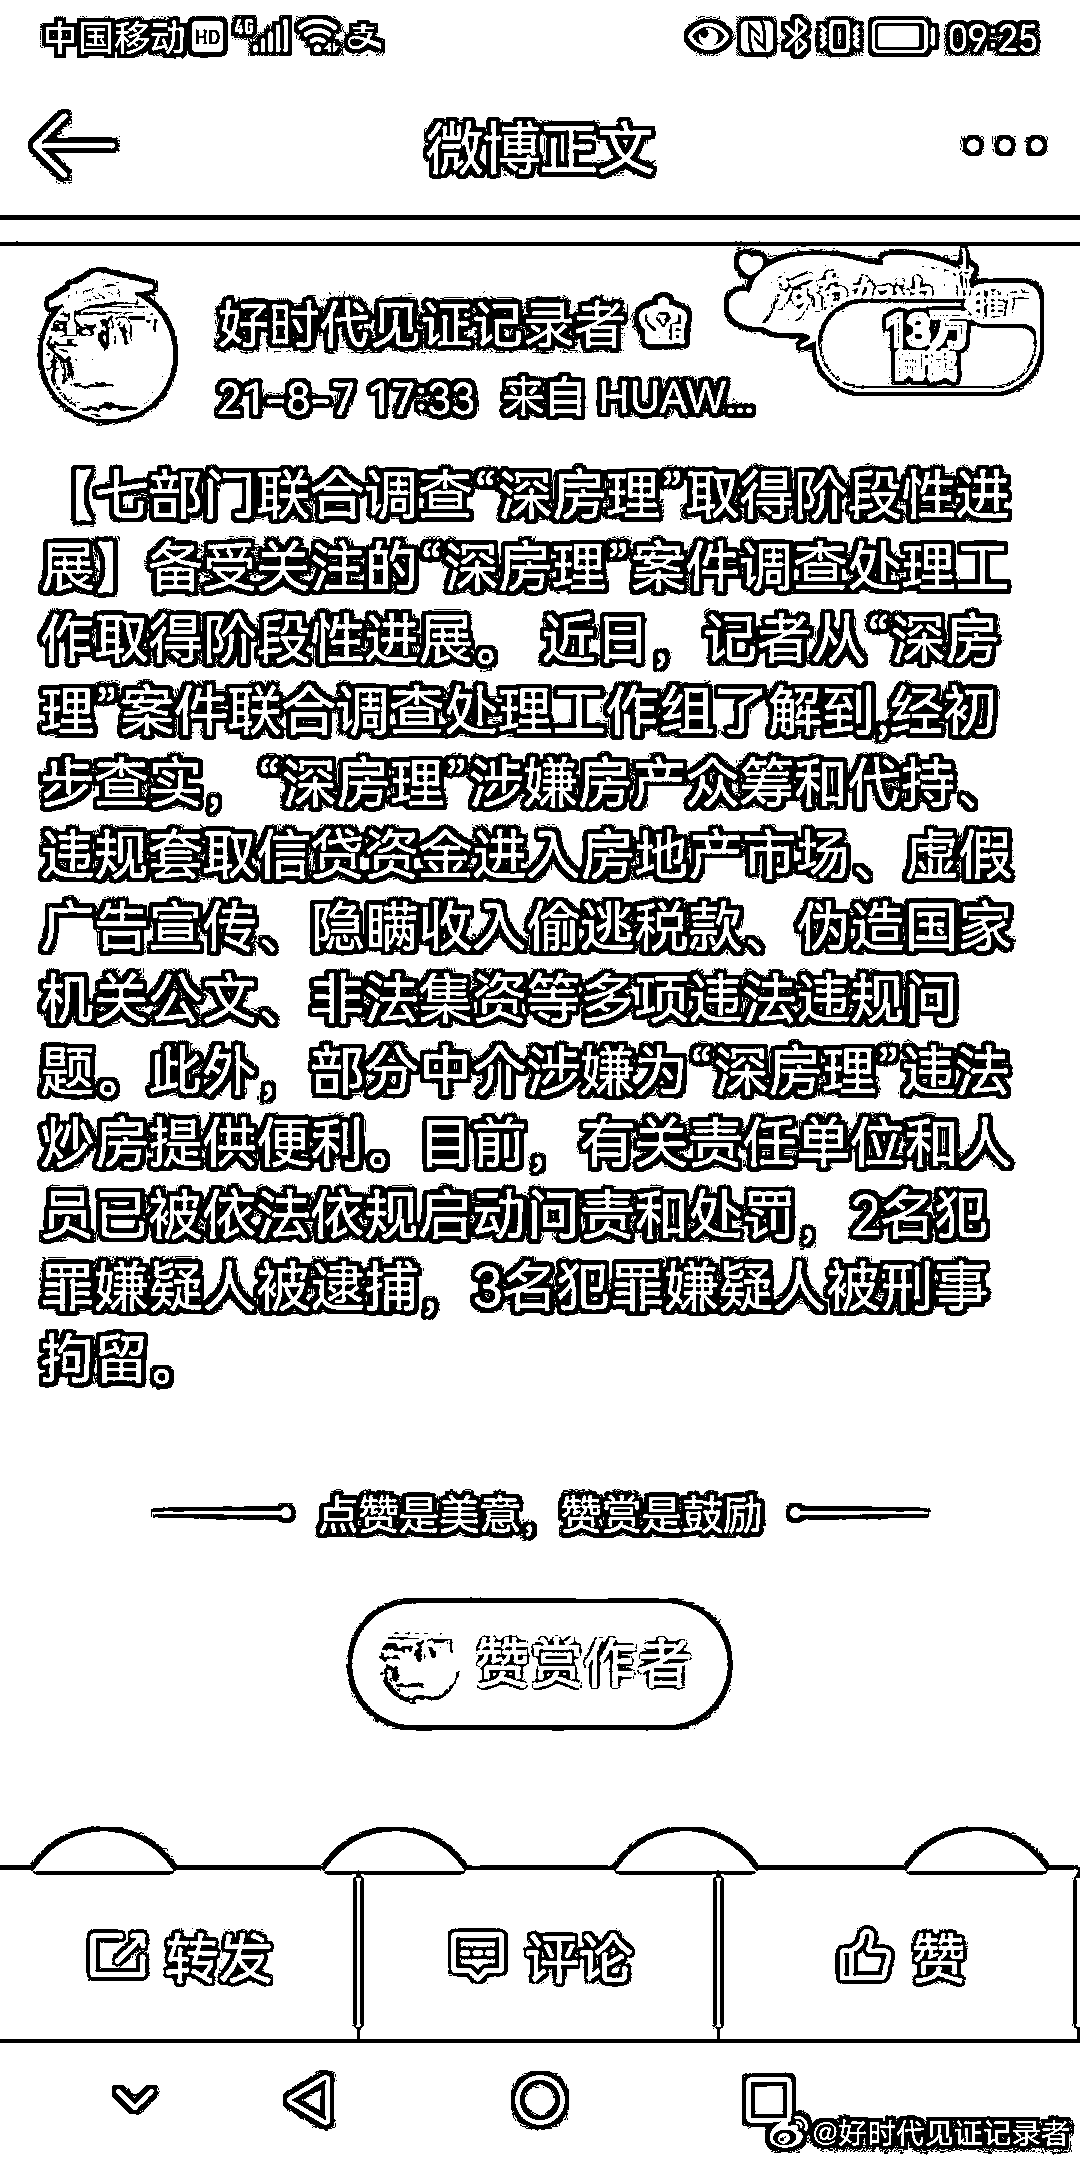 中国移动 HD 4G 09:25
微博正文
好时代见证记录者
13万
21-8-7 17:33 来自 HUAW...
【七部门联合调查“深房理”取得阶段性进
展】备受关注的“深房理”案件调查处理工
作取得阶段性进展。 近日，记者从“深房
理”案件联合调查处理工作组了解到,经初
步查实，“深房理”涉嫌房产众筹和代持、
违规套取信贷资金进入房地产市场、虚假
广告宣传、隐瞒收入偷逃税款、伪造国家
机关公文、非法集资等多项违法违规问
题。此外，部分中介涉嫌为“深房理”违法
炒房提供便利。目前，有关责任单位和人
员已被依法依规启动问责和处罚，2名犯
罪嫌疑人被逮捕，3名犯罪嫌疑人被刑事
拘留。
点赞是美意，赞赏是鼓励
赞赏作者
转发 评论 赞
@好时代见证记录者